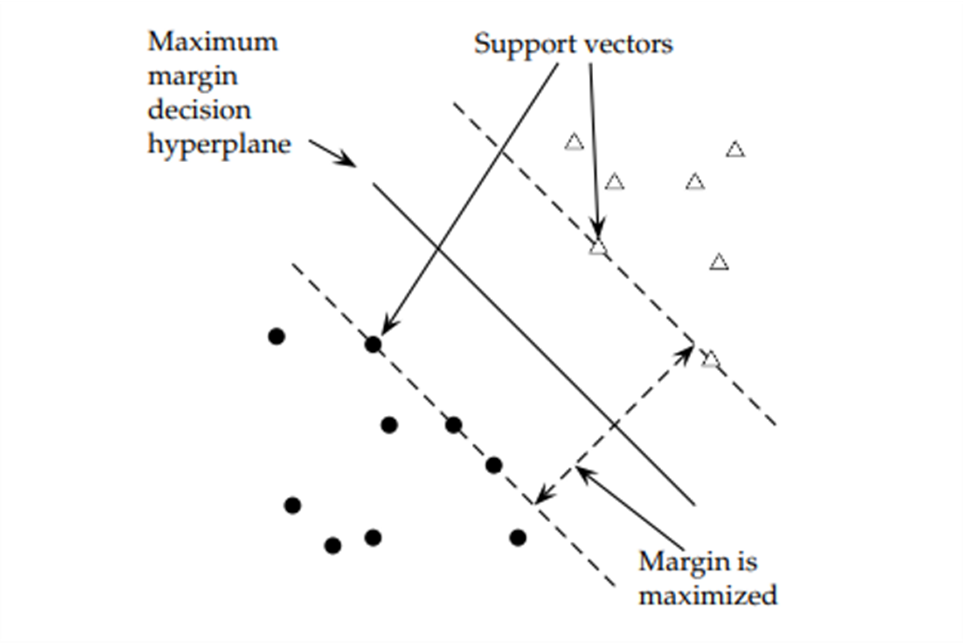 Maximum
margin
decision
hyperplane
Support vectors
Margin is
maximized